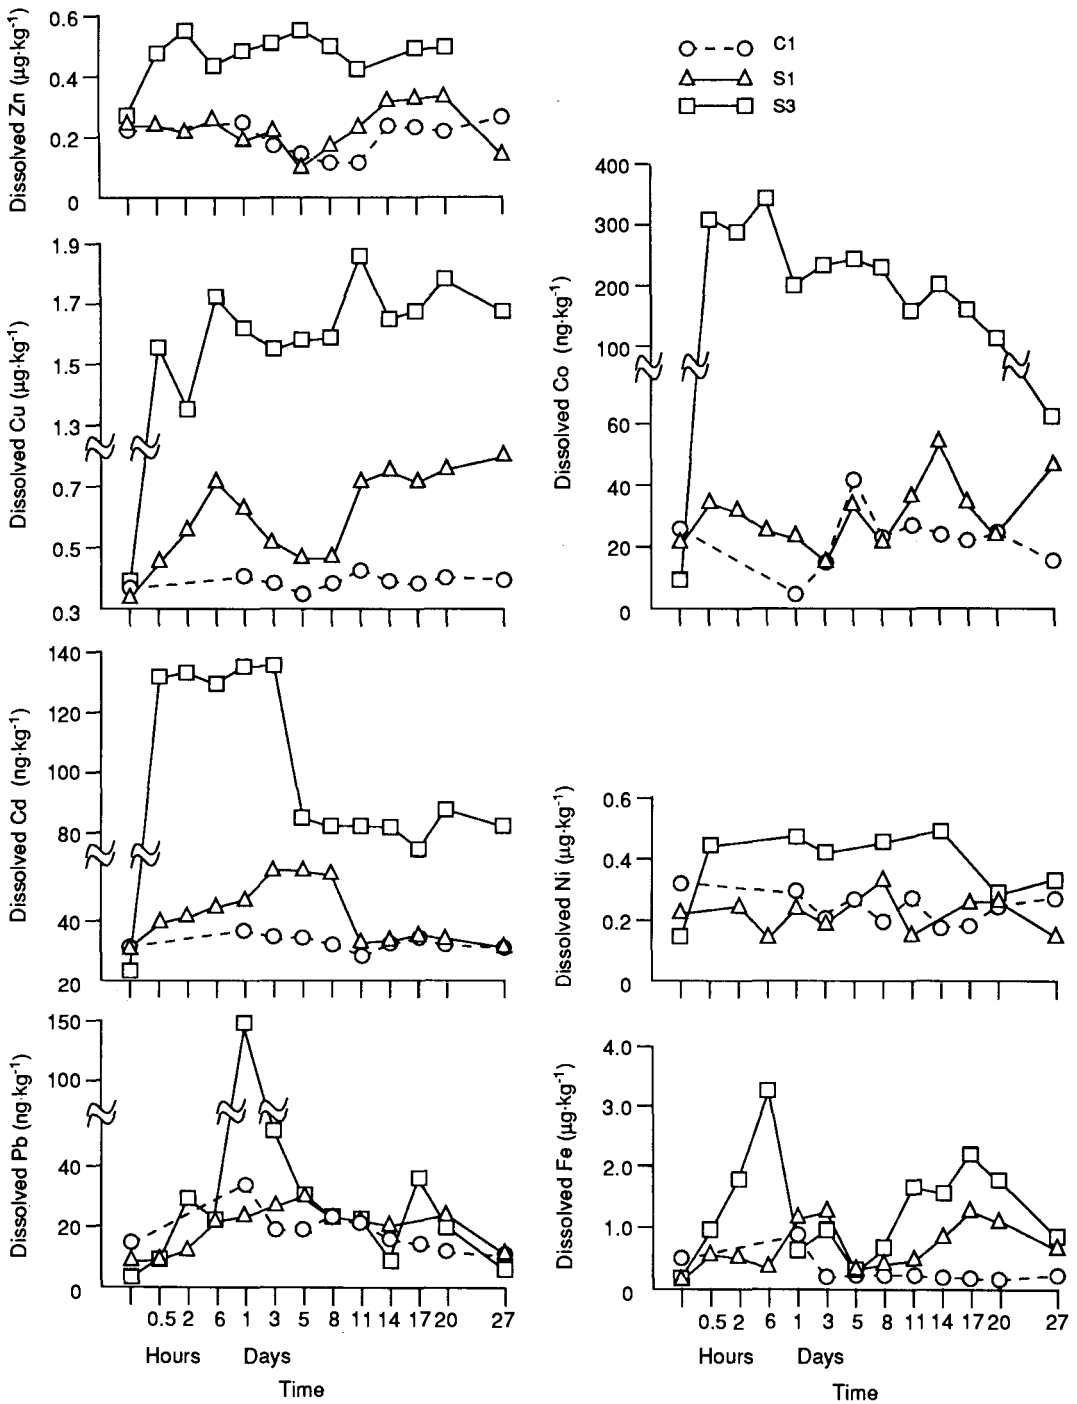 C1
S1
S3
Dissolved Zn (µg·kg-1)
0.6
0.4
0.2
0
Dissolved Cu (µg·kg-1)
1.9
1.7
1.5
1.3
0.7
0.5
0.3
Dissolved Cd (ng·kg-1)
140
120
100
80
40
20
Dissolved Pb (ng·kg-1)
150
100
40
20
0
0.5 2 6 1 3 5 8 11 14 17 20 27
Hours Days
Time
Dissolved Co (ng·kg-1)
400
300
200
100
60
40
20
0
Dissolved Ni (µg·kg-1)
0.6
0.4
0.2
0
Dissolved Fe (µg·kg-1)
4.0
3.0
2.0
1.0
0
0.5 2 6 1 3 5 8 11 14 17 20 27
Hours Days
Time